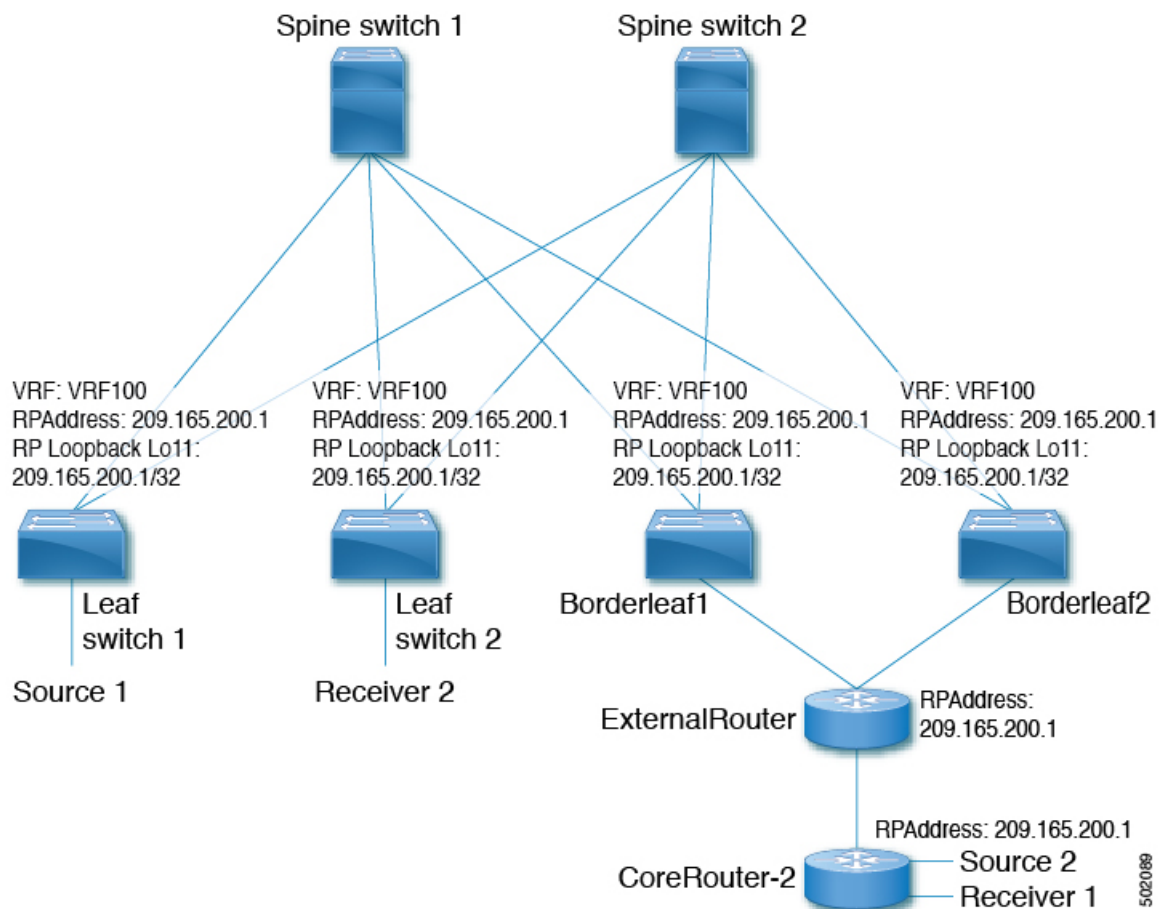 Spine switch 1
Spine switch 2
VRF: VRF100
RPAddress: 209.165.200.1
RP Loopback Lo11:
209.165.200.1/32
VRF: VRF100
RPAddress: 209.165.200.1
RP Loopback Lo11:
209.165.200.1/32
VRF: VRF100
RPAddress: 209.165.200.1
RP Loopback Lo11:
209.165.200.1/32
VRF: VRF100
RPAddress: 209.165.200.1
RP Loopback Lo11:
209.165.200.1/32
Leaf
switch 1
Source 1
Leaf
switch 2
Receiver 2
Borderleaf1
Borderleaf2
ExternalRouter
RPAddress:
209.165.200.1
RPAddress: 209.165.200.1
CoreRouter-2
Source 2
Receiver 1
502089